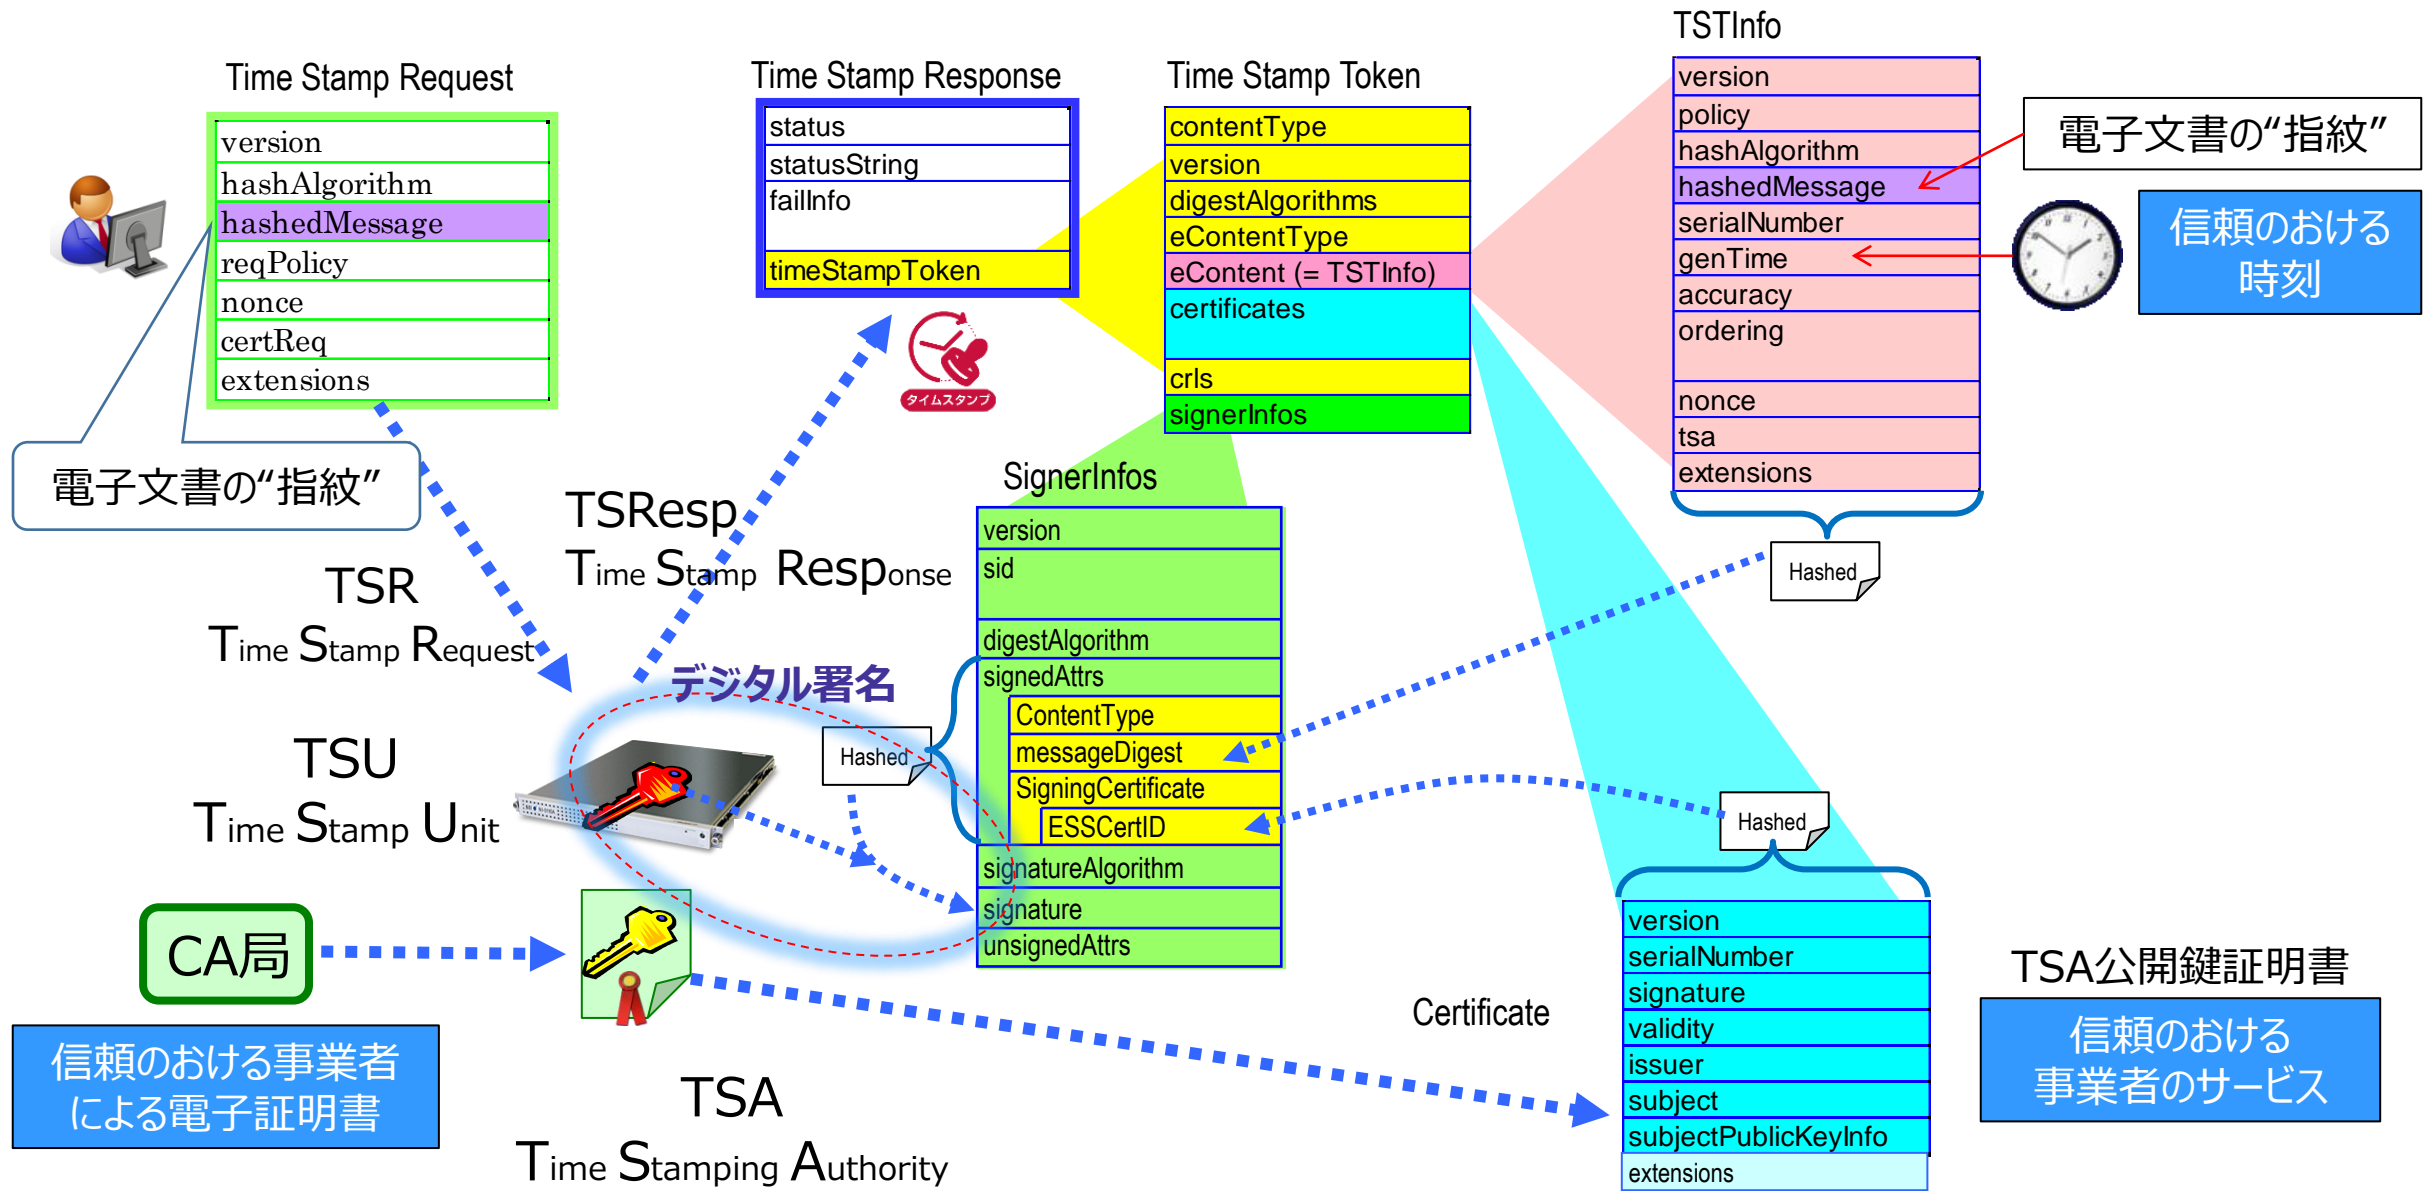 Time Stamp Request
version
hashAlgorithm
hashedMessage
reqPolicy
nonce
certReq
extensions
電子文書の“指紋”
TSR
Time Stamp Request
Time Stamp Response
status
statusString
failInfo
timeStampToken
タイムスタンプ
TSResp
Time Stamp Response
Time Stamp Token
contentType
version
digestAlgorithms
eContentType
eContent (= TSTInfo)
certificates
crls
signerInfos
TSTInfo
version
policy
hashAlgorithm
hashedMessage
serialNumber
genTime
accuracy
ordering
nonce
tsa
extensions
電子文書の“指紋”
信頼のおける
時刻
Hashed
SignerInfos
version
sid
digestAlgorithm
signedAttrs
ContentType
messageDigest
SigningCertificate
ESSCertID
signatureAlgorithm
signature
unsignedAttrs
デジタル署名
Hashed
TSU
Time Stamp Unit
CA局
信頼のおける事業者
による電子証明書
TSA
Time Stamping Authority
Hashed
Certificate
version
serialNumber
signature
validity
issuer
subject
subjectPublicKeyInfo
extensions
TSA公開鍵証明書
信頼のおける
事業者のサービス